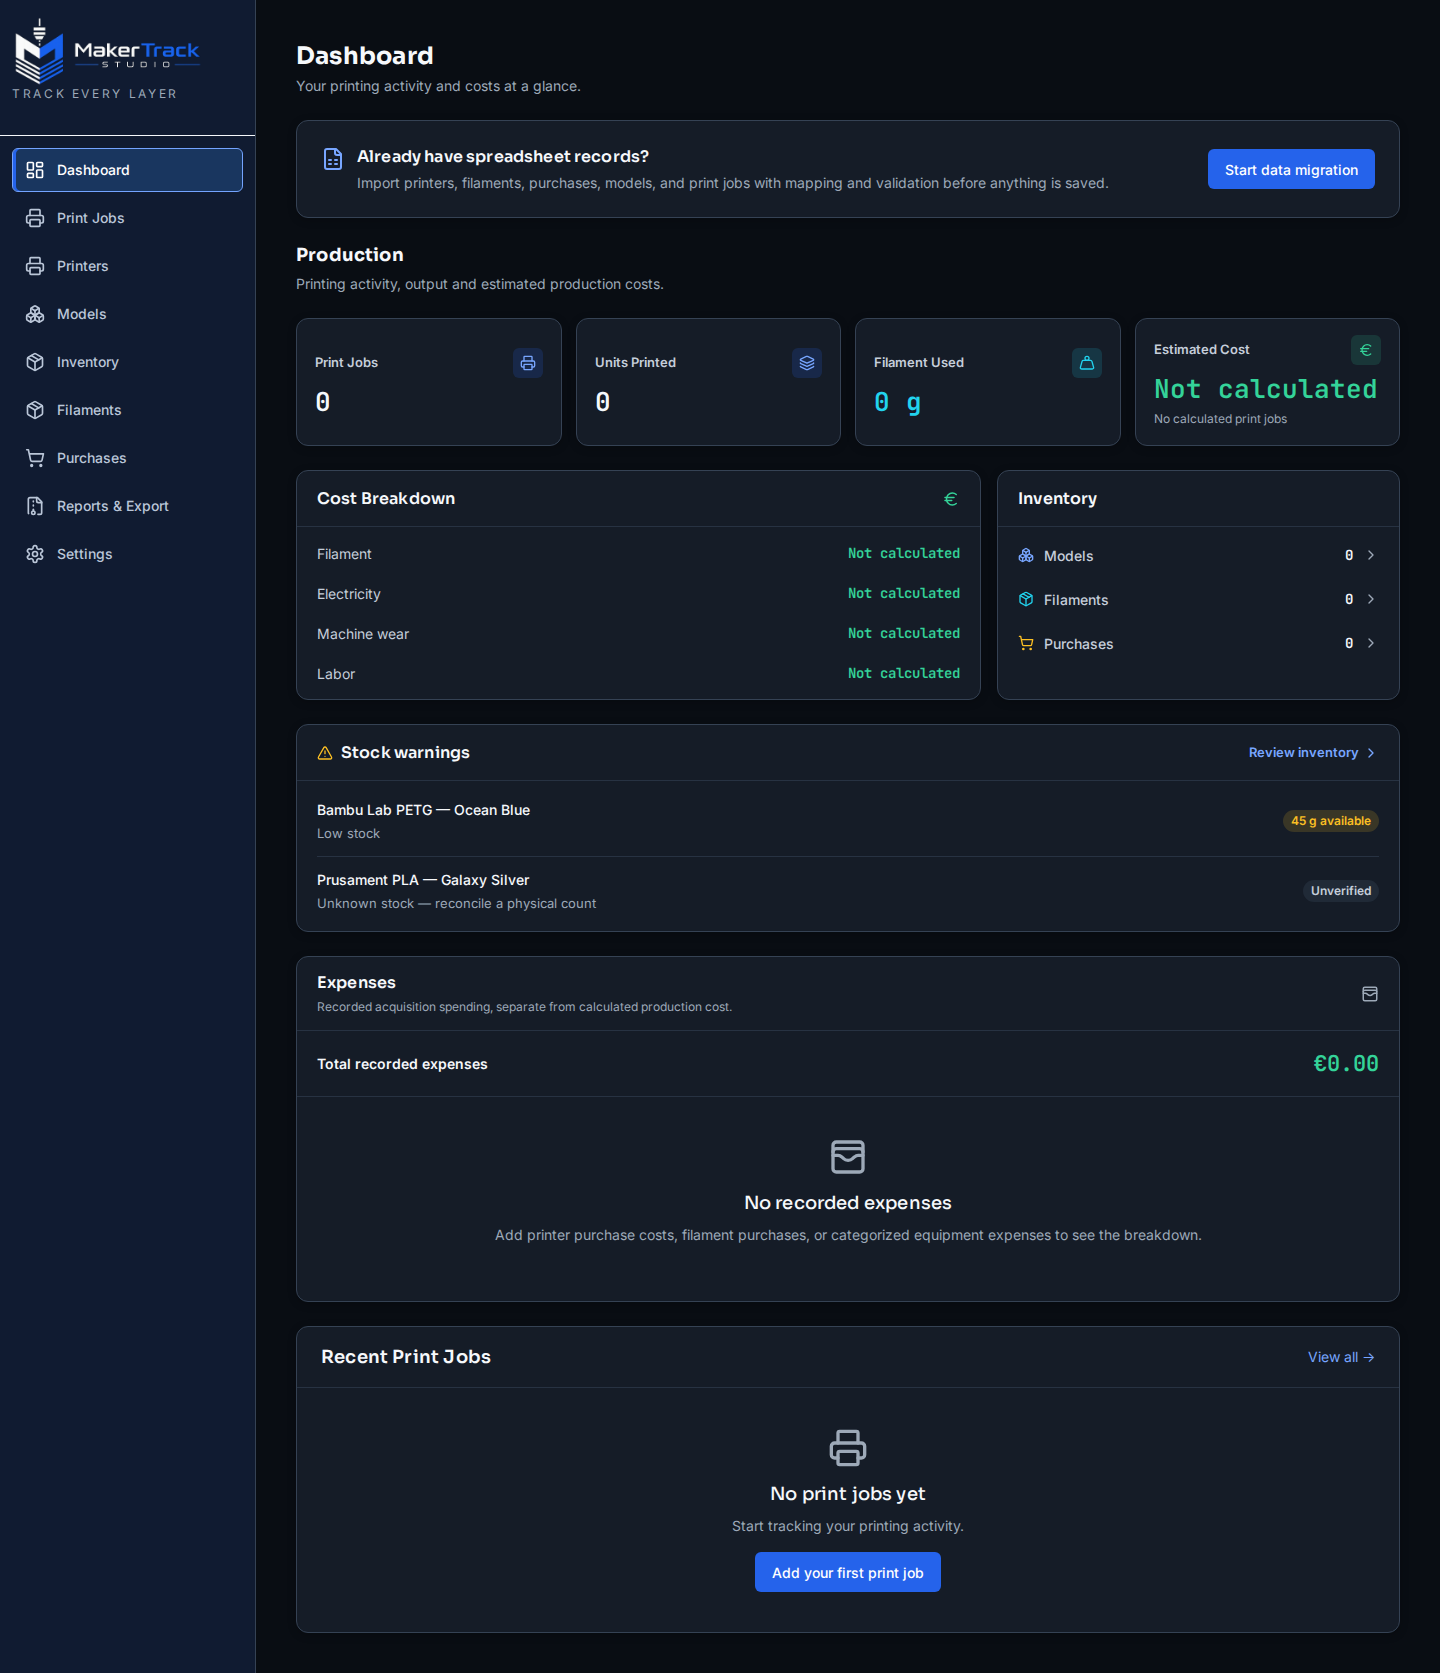 MakerTrack
STUDIO
TRACK EVERY LAYER
Dashboard
Print Jobs
Printers
Models
Inventory
Filaments
Purchases
Reports & Export
Settings
Dashboard
Your printing activity and costs at a glance.
Already have spreadsheet records?
Import printers, filaments, purchases, models, and print jobs with mapping and validation before anything is saved.
Start data migration
Production
Printing activity, output and estimated production costs.
Print Jobs
0
Units Printed
0
Filament Used
0 g
Estimated Cost
€
Not calculated
No calculated print jobs
Cost Breakdown
€
Filament
Not calculated
Electricity
Not calculated
Machine wear
Not calculated
Labor
Not calculated
Inventory
Models
0
Filaments
0
Purchases
0
Stock warnings
Review inventory
Bambu Lab PETG — Ocean Blue
Low stock
45 g available
Prusament PLA — Galaxy Silver
Unknown stock — reconcile a physical count
Unverified
Expenses
Recorded acquisition spending, separate from calculated production cost.
Total recorded expenses
€0.00
No recorded expenses
Add printer purchase costs, filament purchases, or categorized equipment expenses to see the breakdown.
Recent Print Jobs
View all →
No print jobs yet
Start tracking your printing activity.
Add your first print job